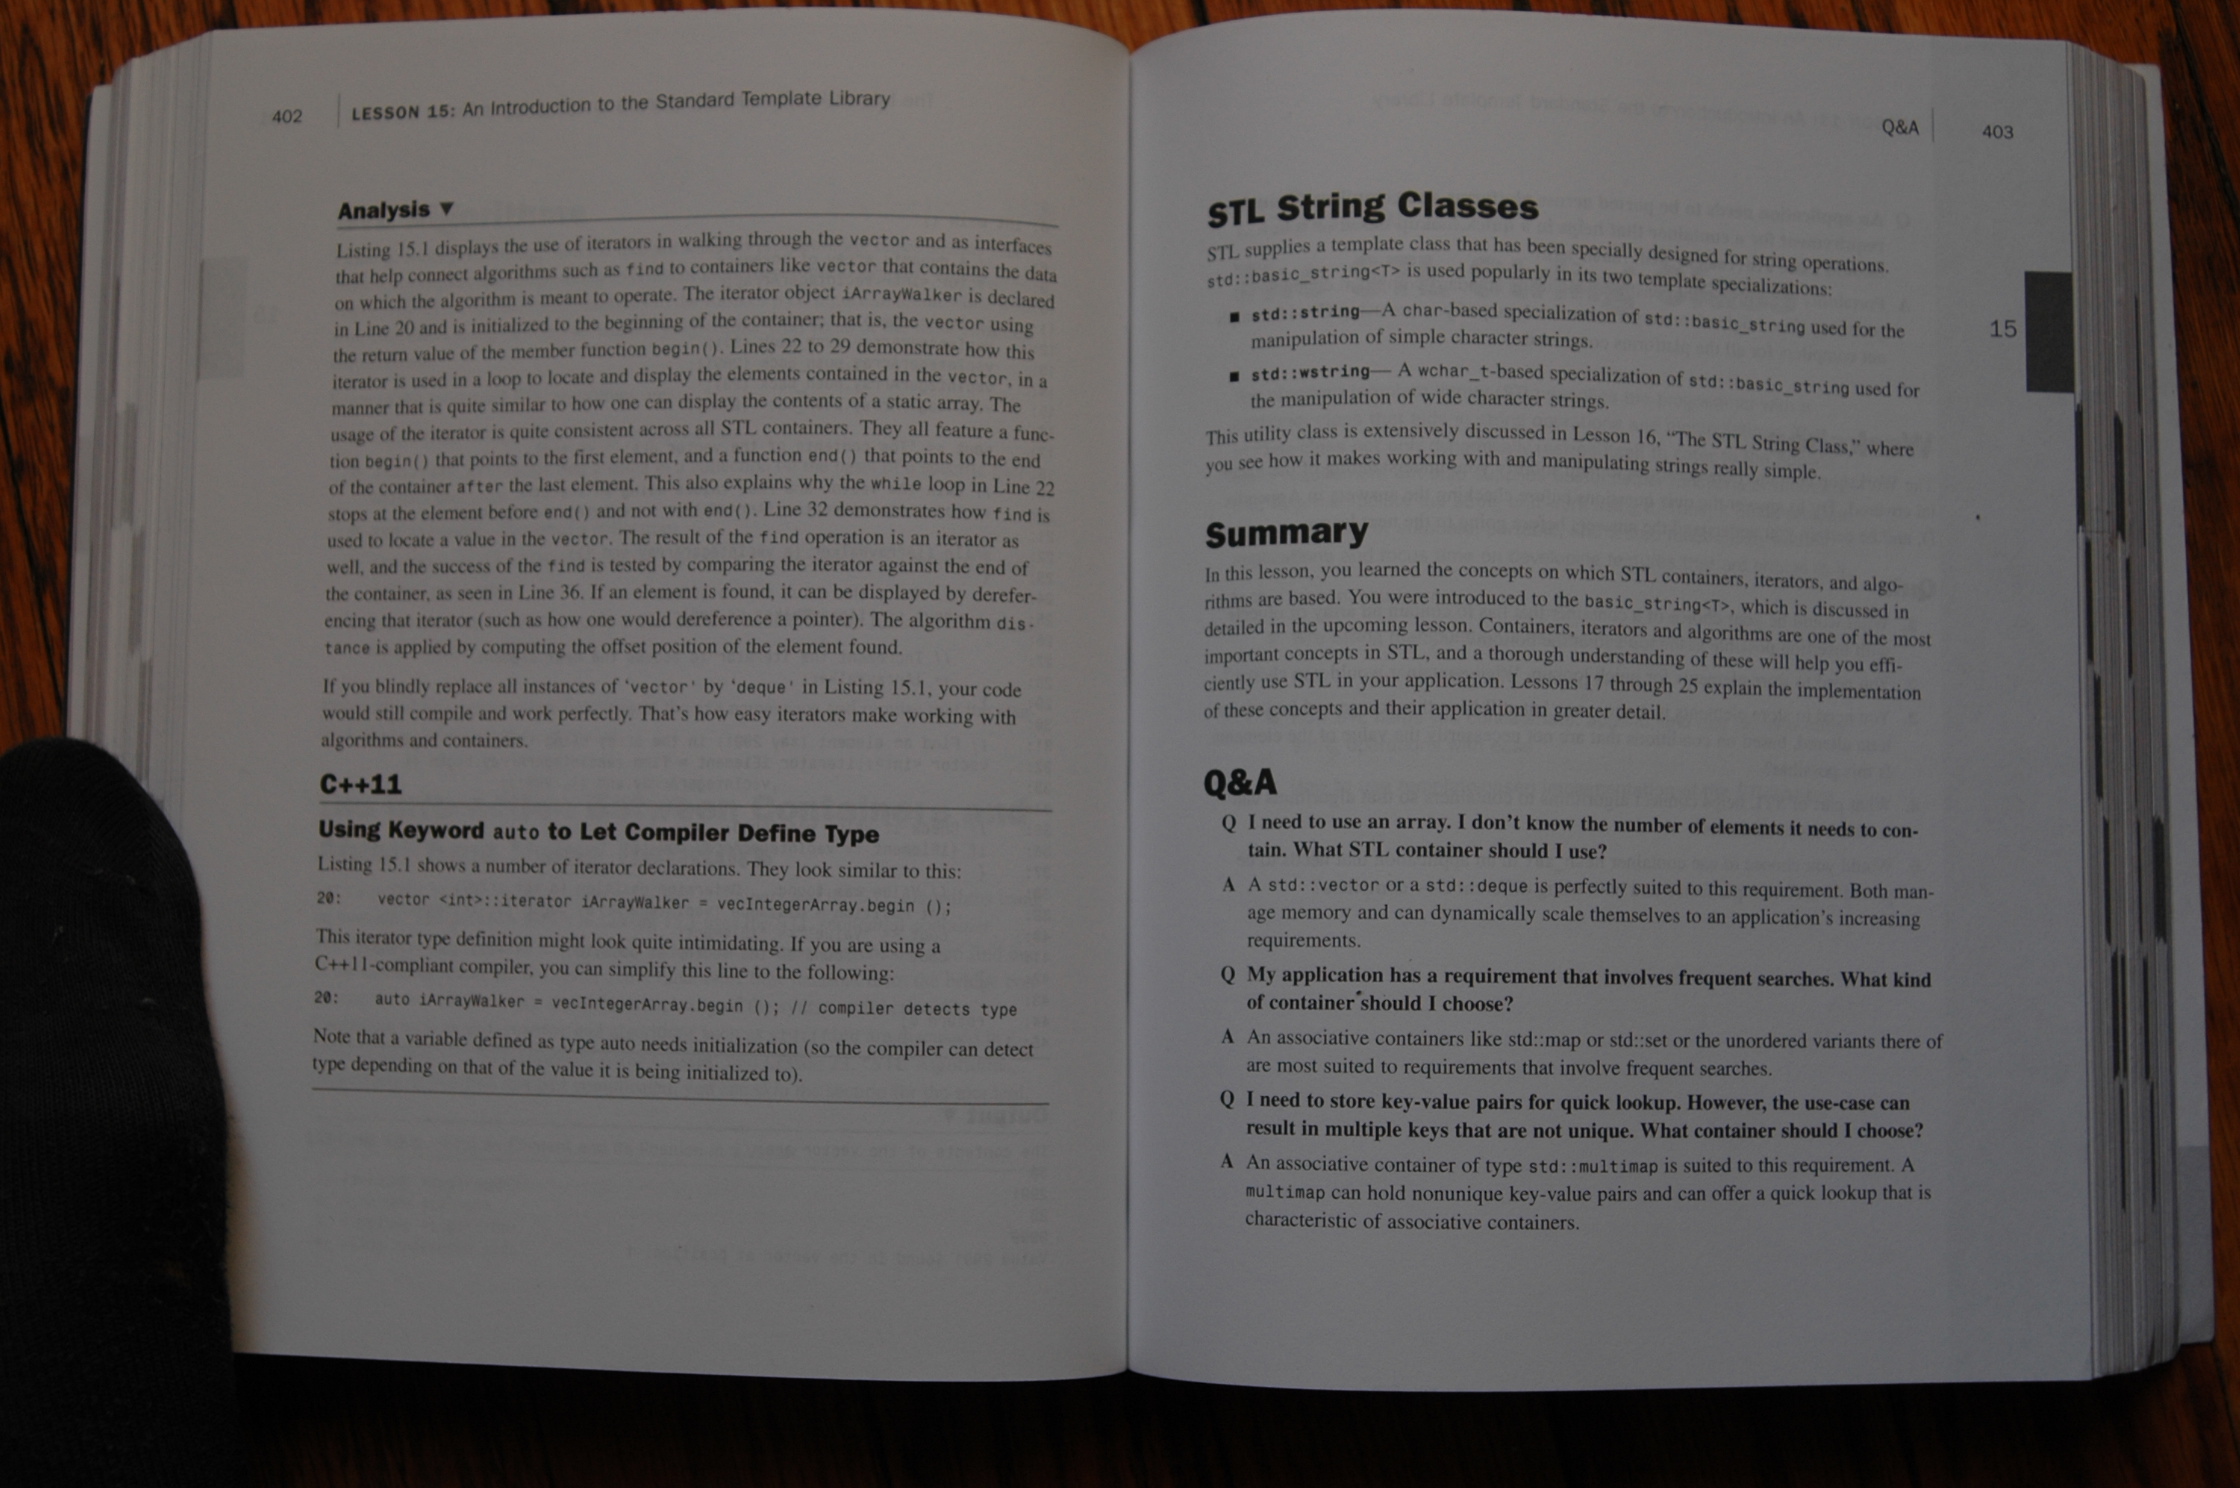 402
LESSON 15: An Introduction to the Standard Template Library
Analysis ▼
Listing 15.1 displays the use of iterators in walking through the vector and as interfaces
that help connect algorithms such as find to containers like vector that contains the data
on which the algorithm is meant to operate. The iterator object iArrayWalker is declared
in Line 20 and is initialized to the beginning of the container; that is, the vector using
the return value of the member function begin(). Lines 22 to 29 demonstrate how this
iterator is used in a loop to locate and display the elements contained in the vector, in a
manner that is quite similar to how one can display the contents of a static array. The
usage of the iterator is quite consistent across all STL containers. They all feature a func-
tion begin() that points to the first element, and a function end() that points to the end
of the container after the last element. This also explains why the while loop in Line 22
stops at the element before end() and not with end(). Line 32 demonstrates how find is
used to locate a value in the vector. The result of the find operation is an iterator as
well, and the success of the find is tested by comparing the iterator against the end of
the container, as seen in Line 36. If an element is found, it can be displayed by derefer-
encing that iterator (such as how one would dereference a pointer). The algorithm dis-
tance is applied by computing the offset position of the element found.
If you blindly replace all instances of 'vector' by 'deque' in Listing 15.1, your code
would still compile and work perfectly. That's how easy iterators make working with
algorithms and containers.
C++11
Using Keyword auto to Let Compiler Define Type
Listing 15.1 shows a number of iterator declarations. They look similar to this:
20: vector <int>::iterator iArrayWalker = vecIntegerArray.begin ();
This iterator type definition might look quite intimidating. If you are using a
C++11-compliant compiler, you can simplify this line to the following:
20: auto iArrayWalker = vecIntegerArray.begin (); // compiler detects type
Note that a variable defined as type auto needs initialization (so the compiler can detect
type depending on that of the value it is being initialized to).
Q&A
403
STL String Classes
STL supplies a template class that has been specially designed for string operations.
std::basic_string<T> is used popularly in its two template specializations:
■ std::string—A char-based specialization of std::basic_string used for the
manipulation of simple character strings.
■ std::wstring— A wchar_t-based specialization of std::basic_string used for
the manipulation of wide character strings.
This utility class is extensively discussed in Lesson 16, “The STL String Class,” where
you see how it makes working with and manipulating strings really simple.
15
Summary
In this lesson, you learned the concepts on which STL containers, iterators, and algo-
rithms are based. You were introduced to the basic_string<T>, which is discussed in
detailed in the upcoming lesson. Containers, iterators and algorithms are one of the most
important concepts in STL, and a thorough understanding of these will help you effi-
ciently use STL in your application. Lessons 17 through 25 explain the implementation
of these concepts and their application in greater detail.
Q&A
Q I need to use an array. I don't know the number of elements it needs to con-
tain. What STL container should I use?
A A std::vector or a std::deque is perfectly suited to this requirement. Both man-
age memory and can dynamically scale themselves to an application's increasing
requirements.
Q My application has a requirement that involves frequent searches. What kind
of container should I choose?
A An associative containers like std::map or std::set or the unordered variants there of
are most suited to requirements that involve frequent searches.
Q I need to store key-value pairs for quick lookup. However, the use-case can
result in multiple keys that are not unique. What container should I choose?
A An associative container of type std::multimap is suited to this requirement. A
multimap can hold nonunique key-value pairs and can offer a quick lookup that is
characteristic of associative containers.